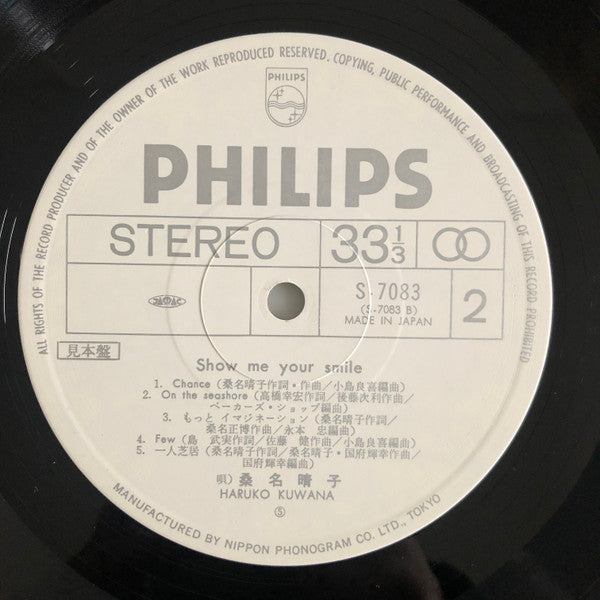 ALL RIGHTS OF THE RECORD PRODUCER AND OF THE OWNER OF THE WORK REPRODUCED RESERVED. COPYING, PUBLIC PERFORMANCE AND BROADCASTING OF THIS RECORD PROHIBITED
PHILIPS
PHILIPS
STEREO
33 1/3
JASRAC
S-7083
(S-7083 B)
MADE IN JAPAN
2
見本盤
Show me your smile
1. Chance (桑名晴子作詞・作曲/小島良喜編曲)
2. On the seashore (高橋幸宏作詞/後藤次利作曲/
ベーカーズ・ショップ編曲)
3. もっと イマジネーション (桑名晴子作詞/
桑名正博作曲/永本 忠編曲)
4. Few (島 武実作詞/佐藤 健作曲/小島良喜編曲)
5. 一人芝居 (桑名晴子作詞/桑名晴子・国府輝幸作曲/
国府輝幸編曲)
唄) 桑名晴子
HARUKO KUWANA
Ⓢ
MANUFACTURED BY NIPPON PHONOGRAM CO. LTD., TOKYO